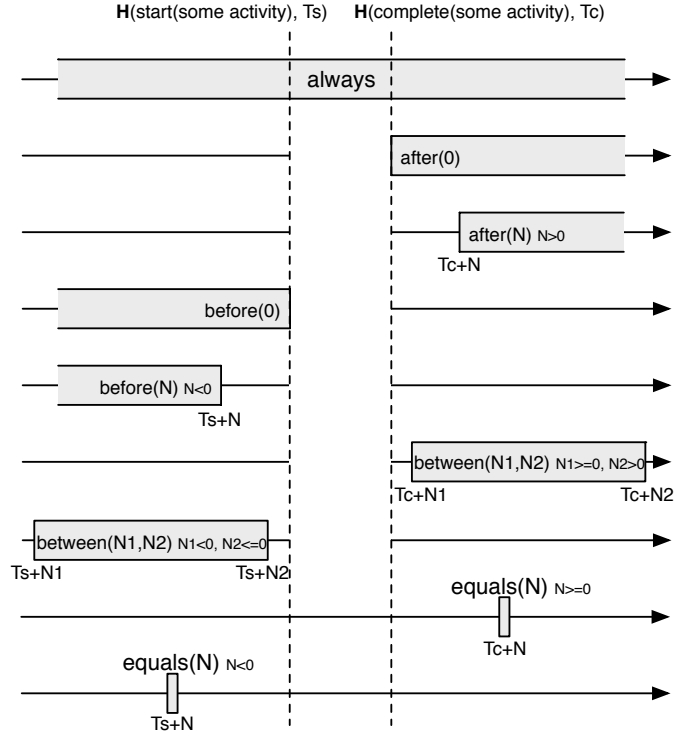 H(start(some activity), Ts) H(complete(some activity), Tc)
always
after(0)
after(N) N>0
Tc+N
before(0)
before(N) N<0
Ts+N
between(N1,N2) N1>=0, N2>0
Tc+N1 Tc+N2
between(N1,N2) N1<0, N2<=0
Ts+N1 Ts+N2
equals(N) N>=0
Tc+N
equals(N) N<0
Ts+N